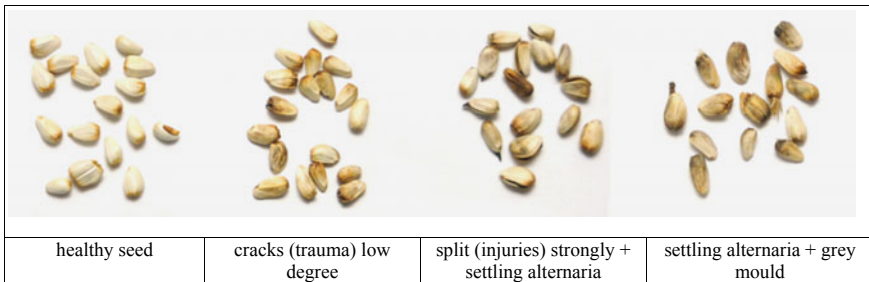 healthy seed
cracks (trauma) low
degree
split (injuries) strongly +
settling alternaria
settling alternaria + grey
mould